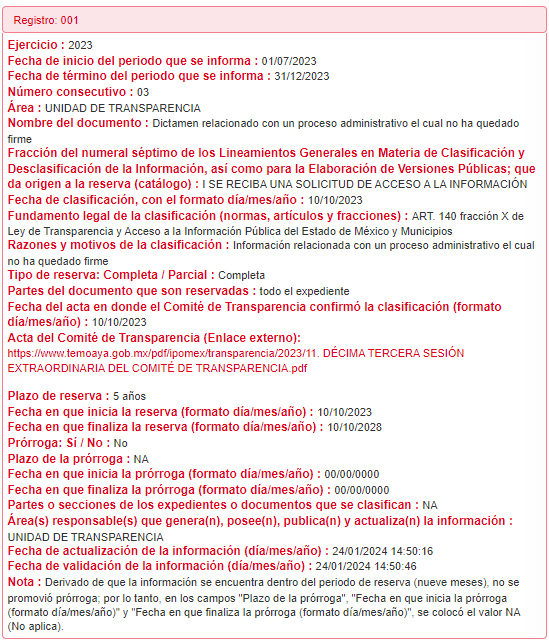 Registro: 001
Ejercicio : 2023
Fecha de inicio del periodo que se informa : 01/07/2023
Fecha de término del periodo que se informa : 31/12/2023
Número consecutivo : 03
Área : UNIDAD DE TRANSPARENCIA
Nombre del documento : Dictamen relacionado con un proceso administrativo el cual no ha quedado
firme
Fracción del numeral séptimo de los Lineamientos Generales en Materia de Clasificación y
Desclasificación de la Información, así como para la Elaboración de Versiones Públicas; que
da origen a la reserva (catálogo) : I SE RECIBA UNA SOLICITUD DE ACCESO A LA INFORMACIÓN
Fecha de clasificación, con el formato día/mes/año) : 10/10/2023
Fundamento legal de la clasificación (normas, artículos y fracciones) : ART. 140 fracción X de
Ley de Transparencia y Acceso a la Información Pública del Estado de México y Municipios
Razones y motivos de la clasificación : Información relacionada con un proceso administrativo el cual
no ha quedado firme
Tipo de reserva: Completa / Parcial : Completa
Partes del documento que son reservadas : todo el expediente
Fecha del acta en donde el Comité de Transparencia confirmó la clasificación (formato
día/mes/año) : 10/10/2023
Acta del Comité de Transparencia (Enlace externo):
https://www.temoaya.gob.mx/pdf/ipomex/transparencia/2023/11. DÉCIMA TERCERA SESIÓN
EXTRAORDINARIA DEL COMITÉ DE TRANSPARENCIA.pdf
Plazo de reserva : 5 años
Fecha en que inicia la reserva (formato día/mes/año) : 10/10/2023
Fecha en que finaliza la reserva (formato día/mes/año) : 10/10/2028
Prórroga: Sí / No : No
Plazo de la prórroga : NA
Fecha en que inicia la prórroga (formato día/mes/año) : 00/00/0000
Fecha en que finaliza la prórroga (formato día/mes/año) : 00/00/0000
Partes o secciones de los expedientes o documentos que se clasifican : NA
Área(s) responsable(s) que genera(n), posee(n), publica(n) y actualiza(n) la información :
UNIDAD DE TRANSPARENCIA
Fecha de actualización de la información (día/mes/año) : 24/01/2024 14:50:16
Fecha de validación de la información (día/mes/año) : 24/01/2024 14:50:46
Nota : Derivado de que la información se encuentra dentro del periodo de reserva (nueve meses), no se
promovió prórroga; por lo tanto, en los campos "Plazo de la prórroga", "Fecha en que inicia la prórroga
(formato día/mes/año)" y "Fecha en que finaliza la prórroga (formato día/mes/año)", se colocó el valor NA
(No aplica).